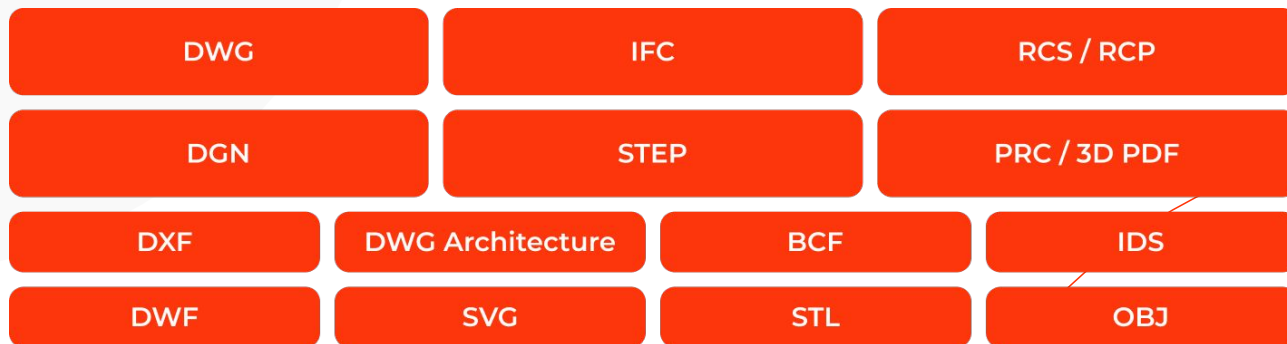 DWG IFC RCS / RCP
DGN STEP PRC / 3D PDF
DXF DWG Architecture BCF IDS
DWF SVG STL OBJ